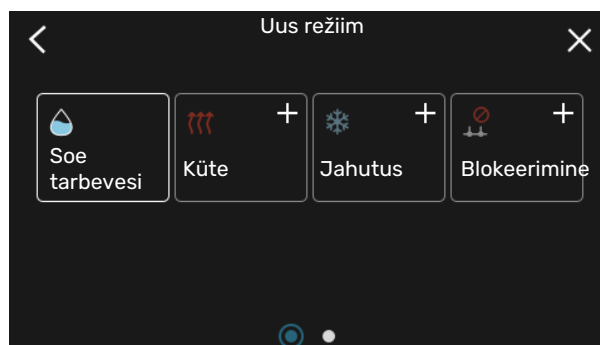 Uus režiim
Soe
tarbevesi
Küte
Jahutus
Blokeerimine